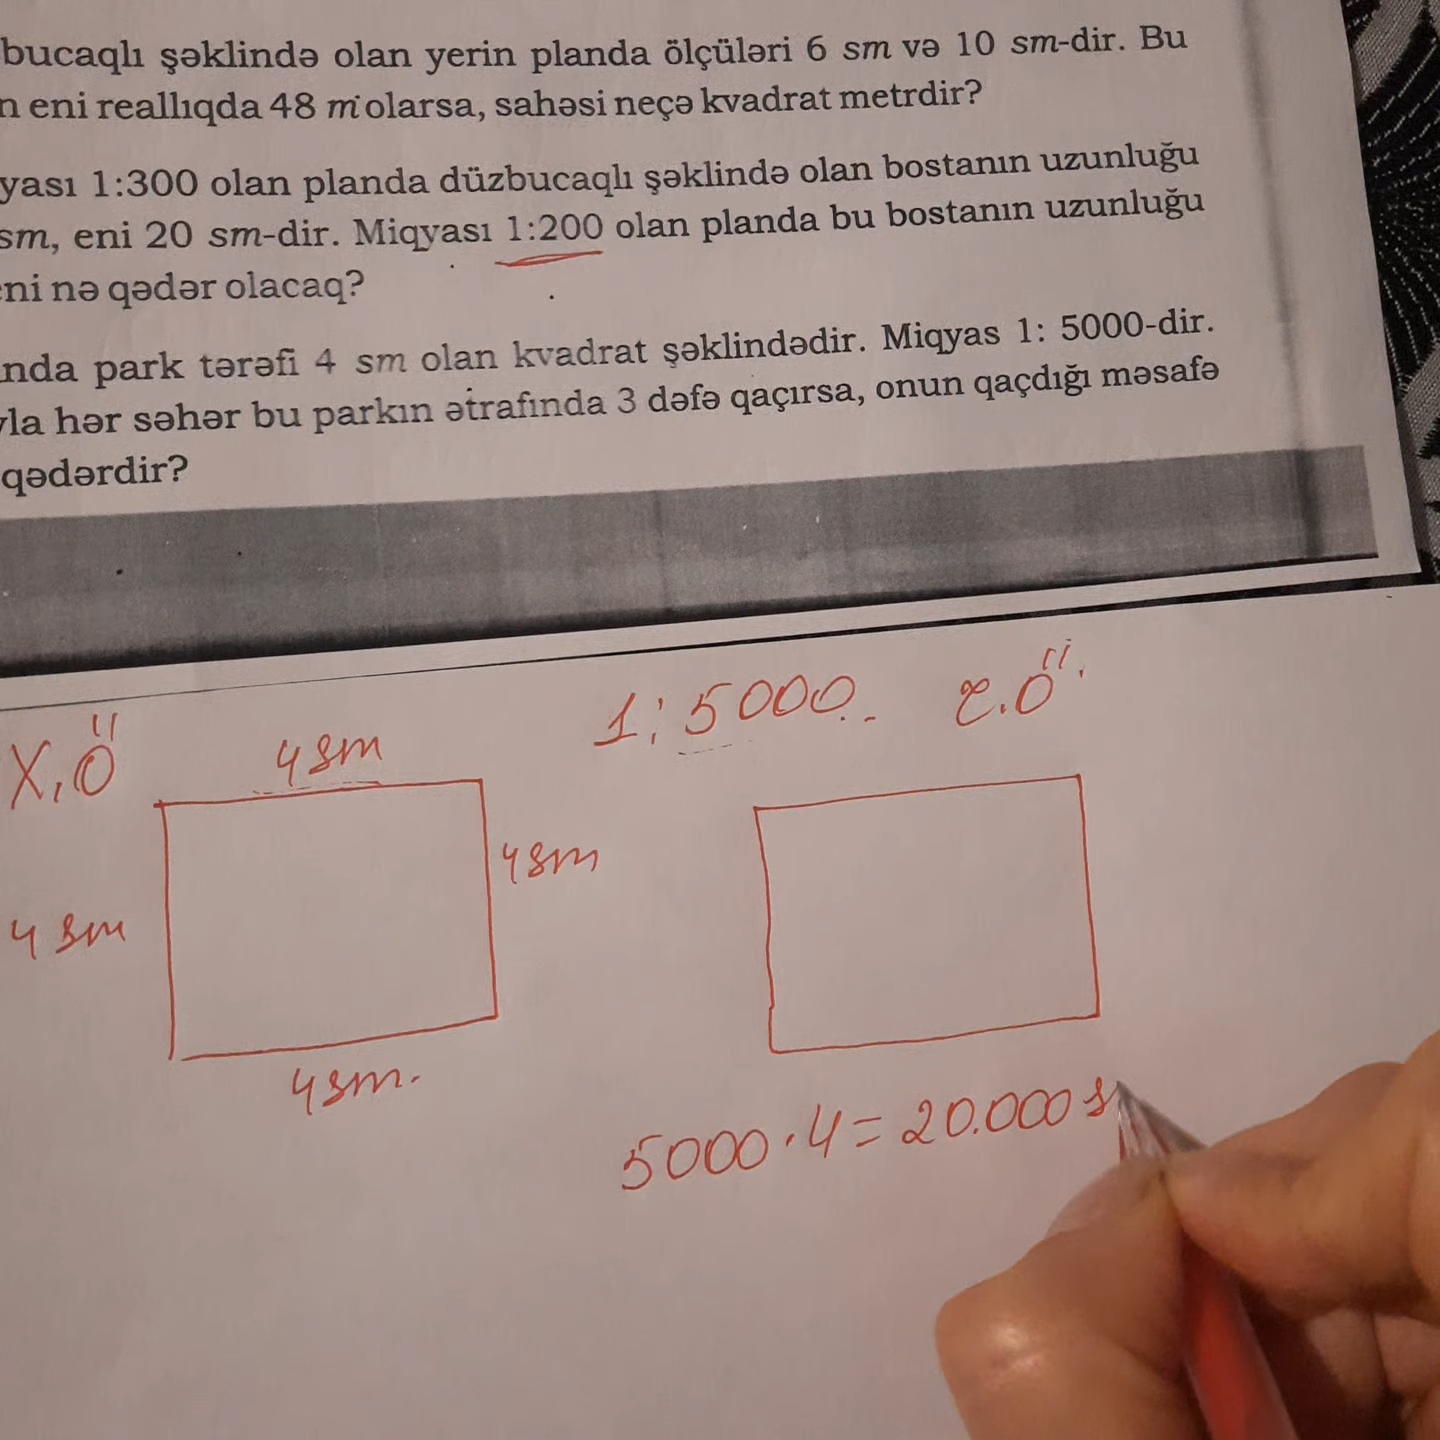 bucaqlı şəklində olan yerin planda ölçüləri 6 sm və 10 sm-dir. Bu
n eni reallıqda 48 m olarsa, sahəsi neçə kvadrat metrdir?
yası 1:300 olan planda düzbucaqlı şəklində olan bostanın uzunluğu
sm, eni 20 sm-dir. Miqyası 1:200 olan planda bu bostanın uzunluğu
eni nə qədər olacaq?
nda park tərəfi 4 sm olan kvadrat şəklindədir. Miqyas 1: 5000-dir.
yla hər səhər bu parkın ətrafında 3 dəfə qaçırsa, onun qaçdığı məsafə
qədərdir?
1:5000. r.Ö.
X.Ö 4sm
4sm
4sm
4sm.
5000·4=20.000 s